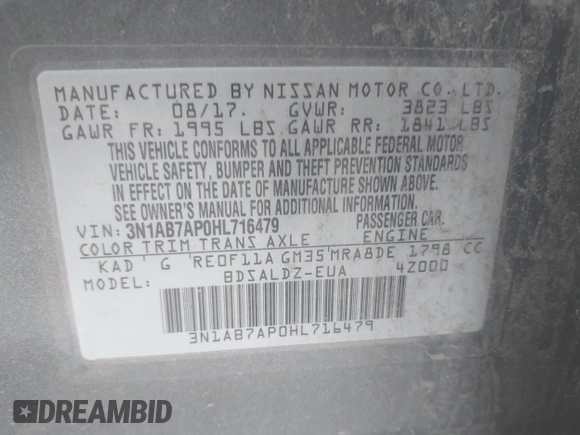 MANUFACTURED BY NISSAN MOTOR CO., LTD.
DATE: 08/17. GVWR: 3823 LBS
GAWR FR: 1995 LBS GAWR RR: 1841 LBS
THIS VEHICLE CONFORMS TO ALL APPLICABLE FEDERAL MOTOR
VEHICLE SAFETY, BUMPER AND THEFT PREVENTION STANDARDS
IN EFFECT ON THE DATE OF MANUFACTURE SHOWN ABOVE.
SEE OWNER'S MANUAL FOR ADDITIONAL INFORMATION.
VIN: 3N1AB7AP0HL716479 PASSENGER CAR.
COLOR TRIM TRANS AXLE ENGINE
KAD G RE0F11A GM35 MRA8DE 1798 CC
MODEL: BDSALDZ-EUA 4Z000
3N1AB7AP0HL716479
DREAMBID